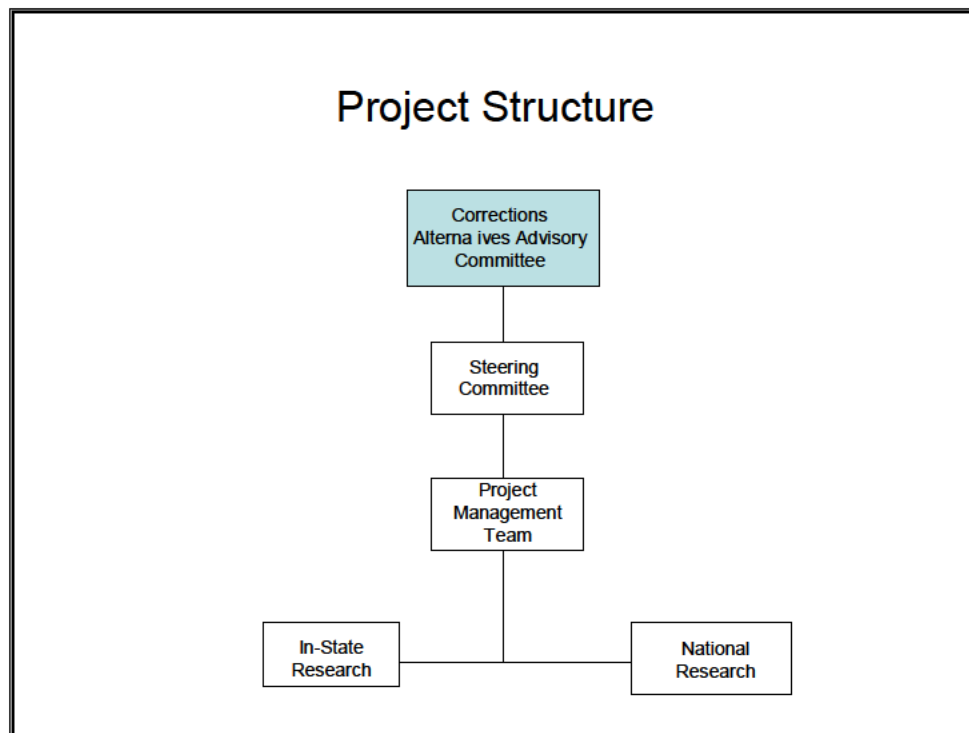 Project Structure
Corrections
Alterna ives Advisory
Committee
Steering
Committee
Project
Management
Team
In-State
Research
National
Research